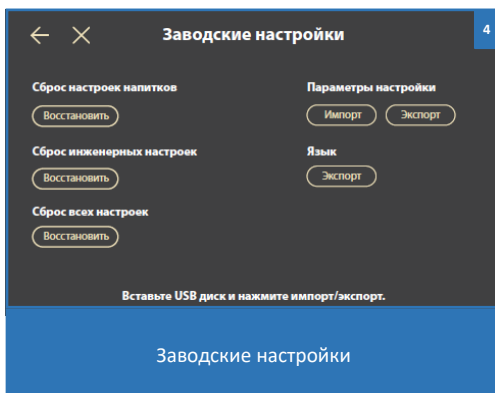 Заводские настройки
4
Сброс настроек напитков
Восстановить
Сброс инженерных настроек
Восстановить
Сброс всех настроек
Восстановить
Параметры настройки
Импорт Экспорт
Язык
Экспорт
Вставьте USB диск и нажмите импорт/экспорт.
Заводские настройки